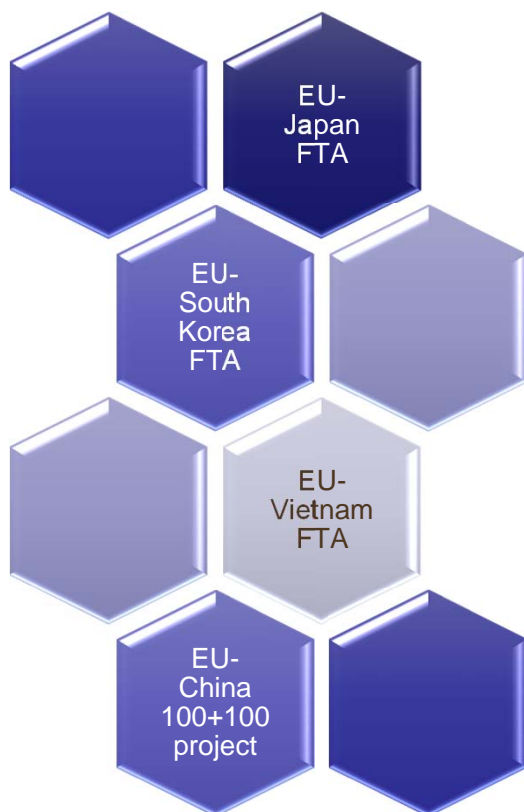 EU-
Japan
FTA
EU-
South
Korea
FTA
EU-
Vietnam
FTA
EU-
China
100+100
project